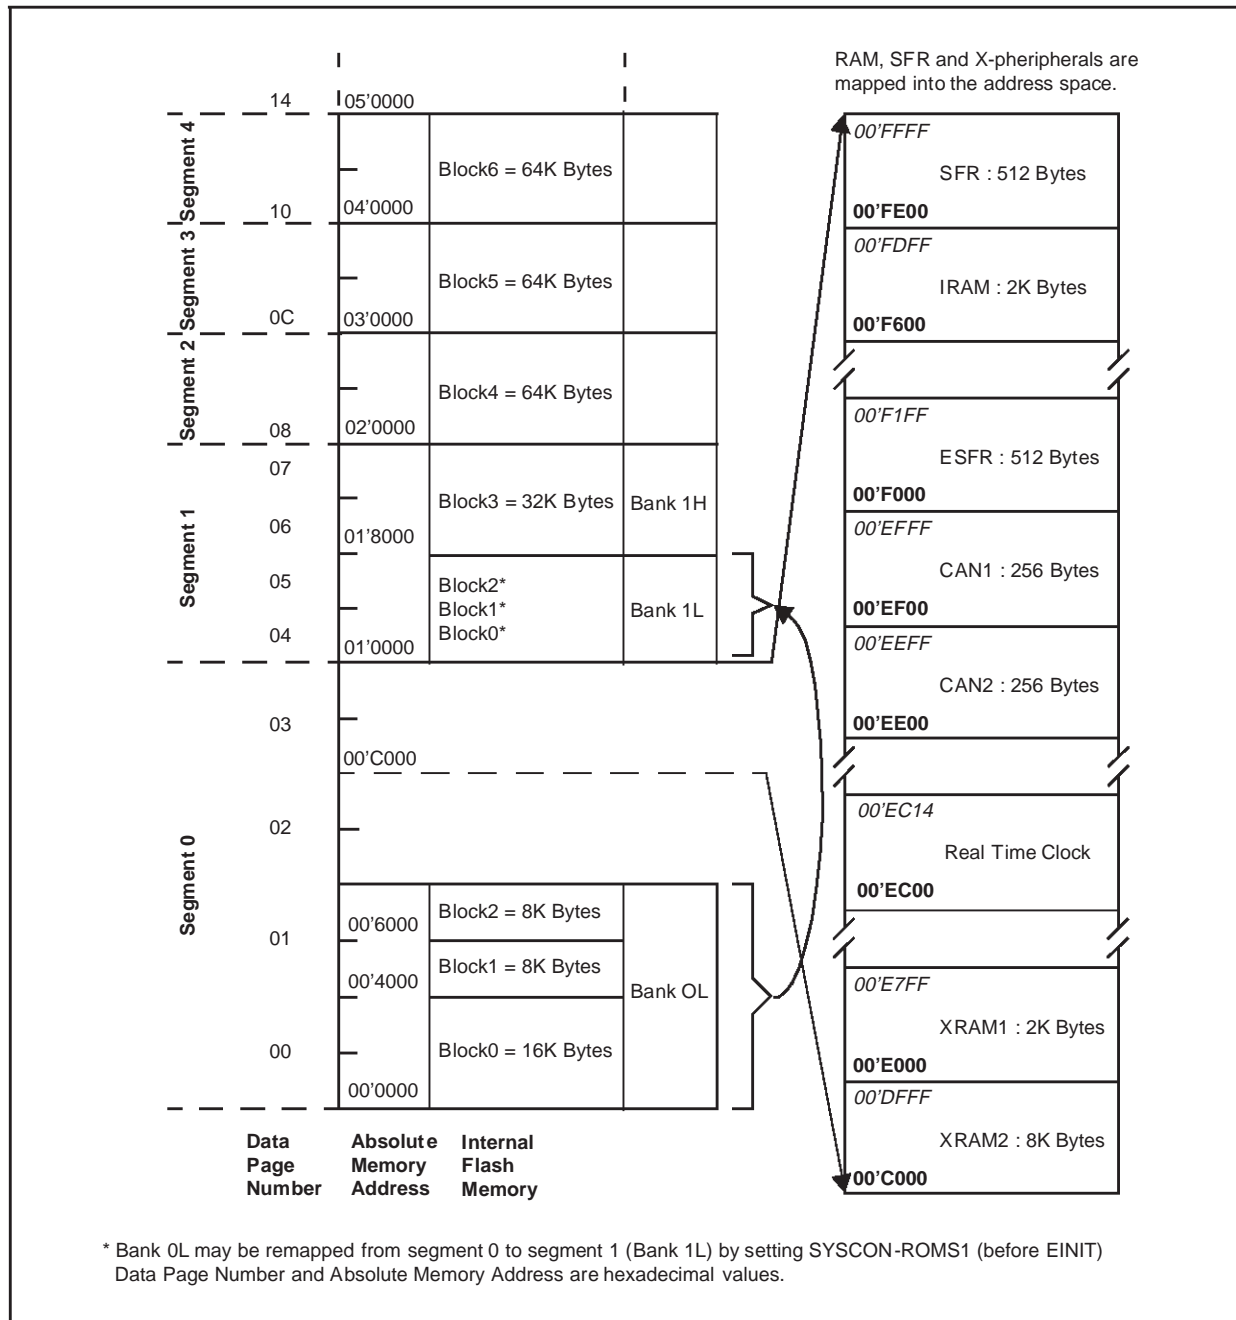 RAM, SFR and X-pheripherals are
mapped into the address space.
14 05'0000
Segment 4
Block6 = 64K Bytes
10 04'0000
Segment 3
Block5 = 64K Bytes
0C 03'0000
Segment 2
Block4 = 64K Bytes
08 02'0000
Segment 1
07
Block3 = 32K Bytes
Bank 1H
06 01'8000
05
Block2*
Block1*
Block0*
Bank 1L
04 01'0000
Segment 0
03
00'C000
02
Block2 = 8K Bytes
00'6000
01
Block1 = 8K Bytes
00'4000
Bank OL
00
Block0 = 16K Bytes
00'0000
Data
Page
Number
Absolute
Memory
Address
Internal
Flash
Memory
00'FFFF
SFR : 512 Bytes
00'FE00
00'FDFF
IRAM : 2K Bytes
00'F600
00'F1FF
ESFR : 512 Bytes
00'F000
00'EFFF
CAN1 : 256 Bytes
00'EF00
00'EEFF
CAN2 : 256 Bytes
00'EE00
00'EC14
Real Time Clock
00'EC00
00'E7FF
XRAM1 : 2K Bytes
00'E000
00'DFFF
XRAM2 : 8K Bytes
00'C000
* Bank 0L may be remapped from segment 0 to segment 1 (Bank 1L) by setting SYSCON-ROMS1 (before EINIT)
Data Page Number and Absolute Memory Address are hexadecimal values.